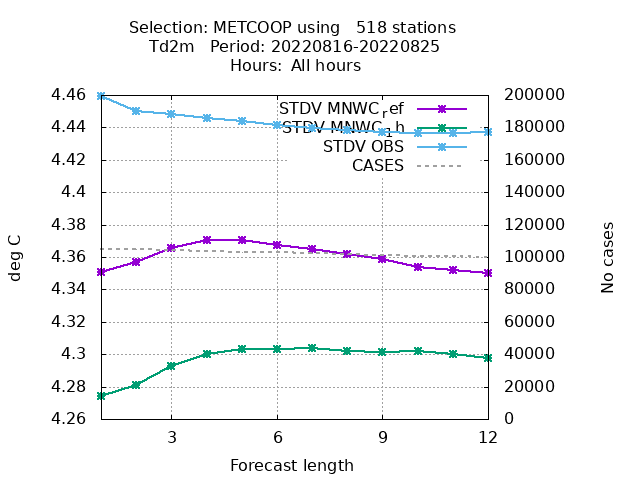 Selection: METCOOP using   518 stations
Td2m   Period: 20220816-20220825
Hours:  All hours
4.46
4.44
4.42
4.4
4.38
4.36
4.34
4.32
4.3
4.28
4.26
deg C
STDV MNWC_ref
STDV MNWC_1h
STDV OBS
CASES
200000
180000
160000
140000
120000
100000
80000
60000
40000
20000
0
No cases
3 6 9 12
Forecast length